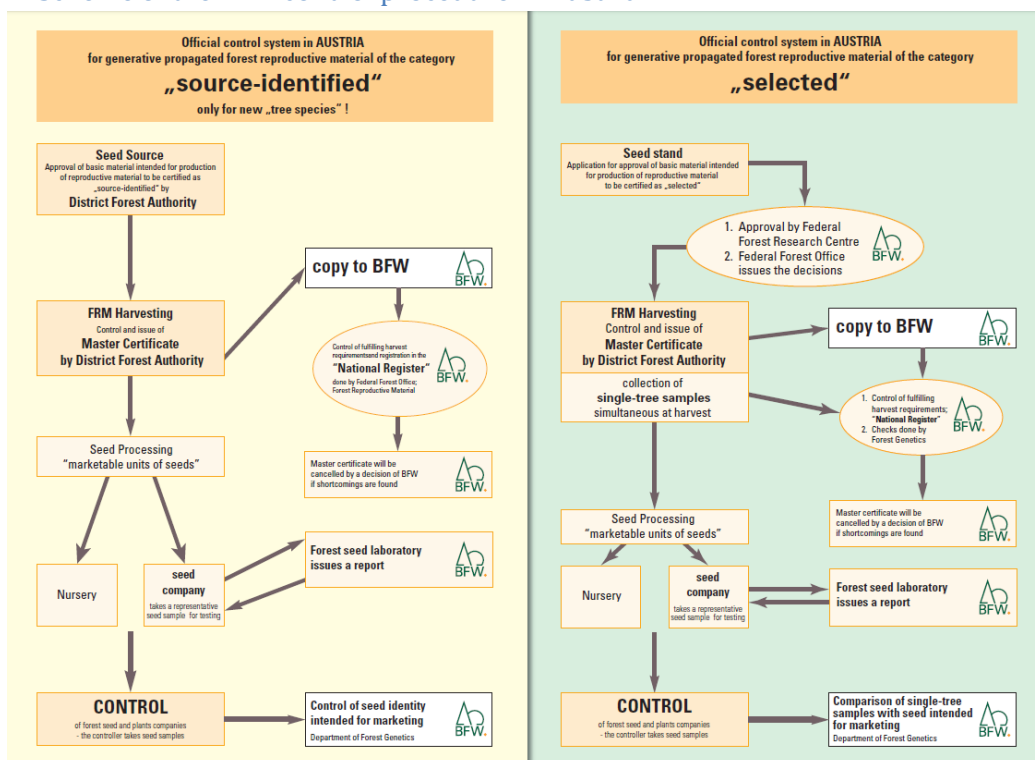 Official control system in AUSTRIA
for generative propagated forest reproductive material of the category
„source-identified“
only for new „tree species“ !
Seed Source
Approval of basic material intended for production
of reproductive material to be certified as
„source-identified“ by
District Forest Authority
FRM Harvesting
Control and issue of
Master Certificate
by District Forest Authority
copy to BFW
BFW.
Control of fulfilling harvest
requirementsand registration in the
"National Register"
done by Federal Forest Office;
Forest Reproductive Material
BFW.
Master certificate will be
cancelled by a decision of BFW
if shortcomings are found
BFW.
Seed Processing
“marketable units of seeds”
Nursery
seed
company
takes a representative
seed sample for testing
Forest seed laboratory
issues a report
BFW.
CONTROL
of forest seed and plants companies
- the controller takes seed samples
Control of seed identity
intended for marketing
Department of Forest Genetics
BFW.
Official control system in AUSTRIA
for generative propagated forest reproductive material of the category
„selected“
Seed stand
Application for approval of basic material intended
for production of reproductive material
to be certified as „selected“
1. Approval by Federal
Forest Research Centre
2. Federal Forest Office
issues the decisions
BFW.
FRM Harvesting
Control and issue of
Master Certificate
by District Forest Authority
collection of
single-tree samples
simultaneous at harvest
copy to BFW
BFW.
1. Control of fulfilling
harvest requirements;
"National Register"
2. Checks done by
Forest Genetics
BFW.
Master certificate will be
cancelled by a decision of BFW
if shortcomings are found
BFW.
Seed Processing
“marketable units of seeds”
Nursery
seed
company
takes a representative
seed sample for testing
Forest seed laboratory
issues a report
BFW.
CONTROL
of forest seed and plants companies
- the controller takes seed samples
Comparison of single-tree
samples with seed intended
for marketing
Department of Forest Genetics
BFW.